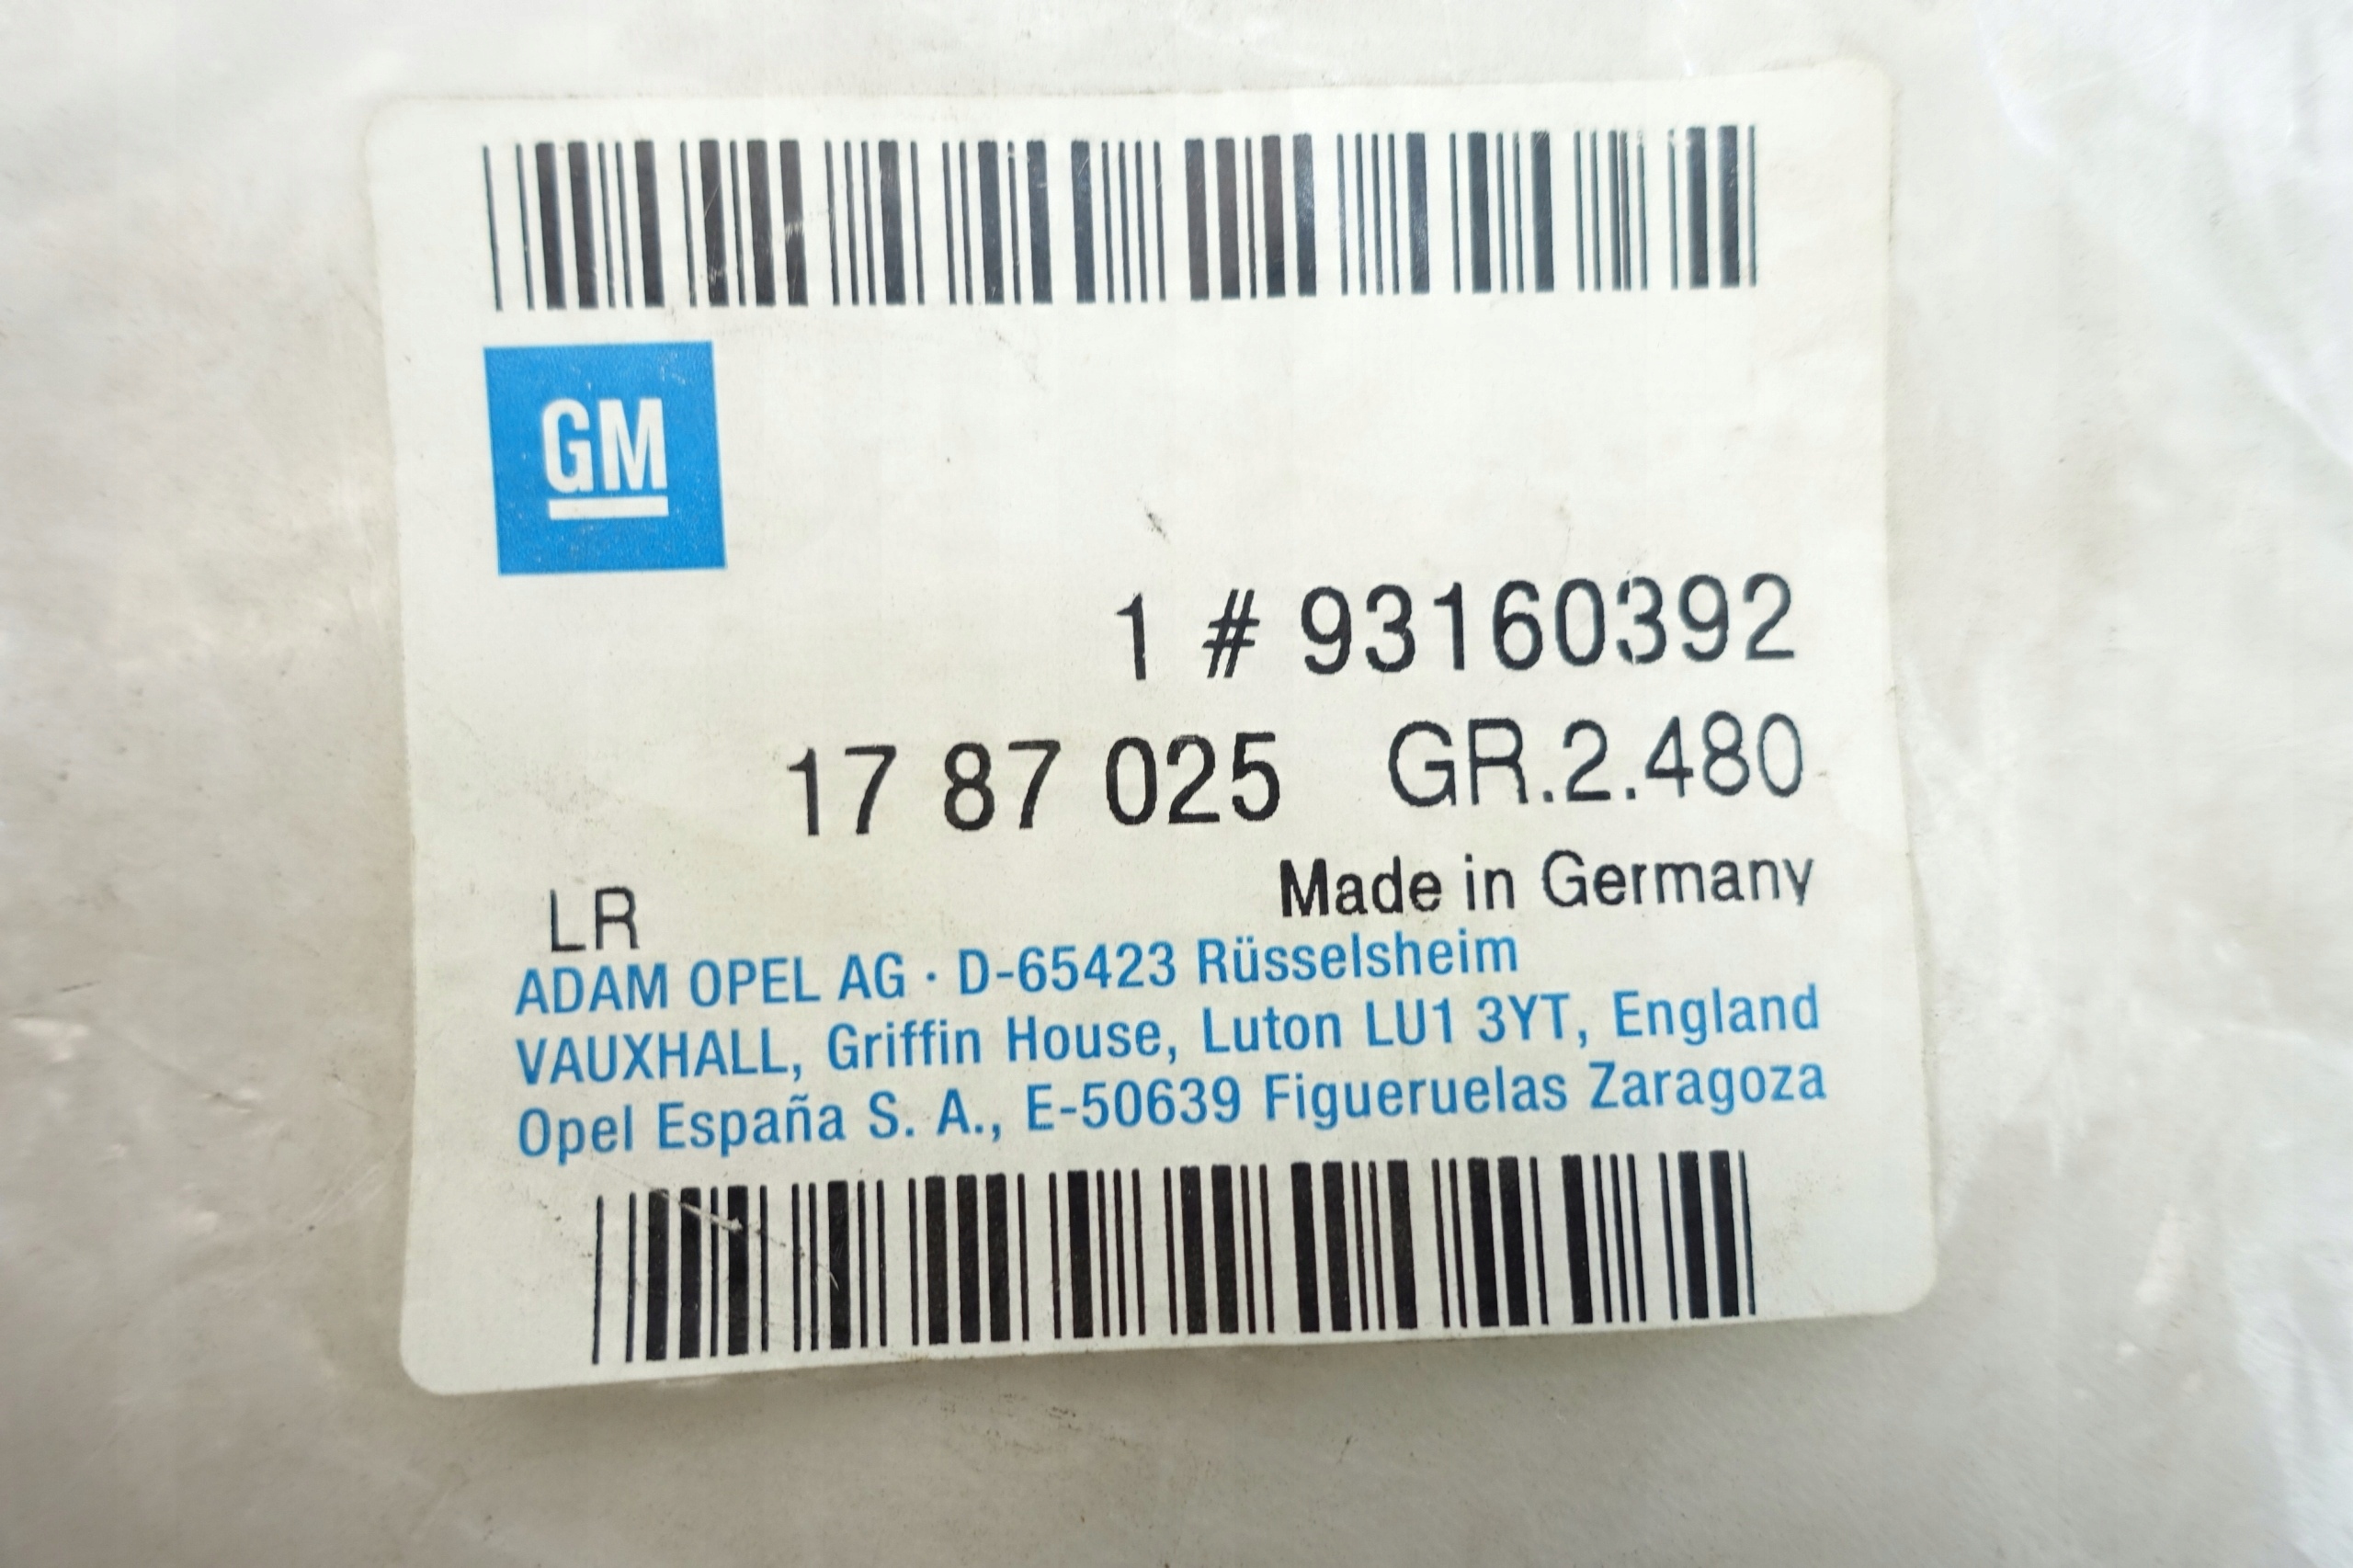 GM
1 # 93160392
17 87 025 GR.2.480
LR Made in Germany
ADAM OPEL AG · D-65423 Rüsselsheim
VAUXHALL, Griffin House, Luton LU1 3YT, England
Opel España S. A., E-50639 Figueruelas Zaragoza